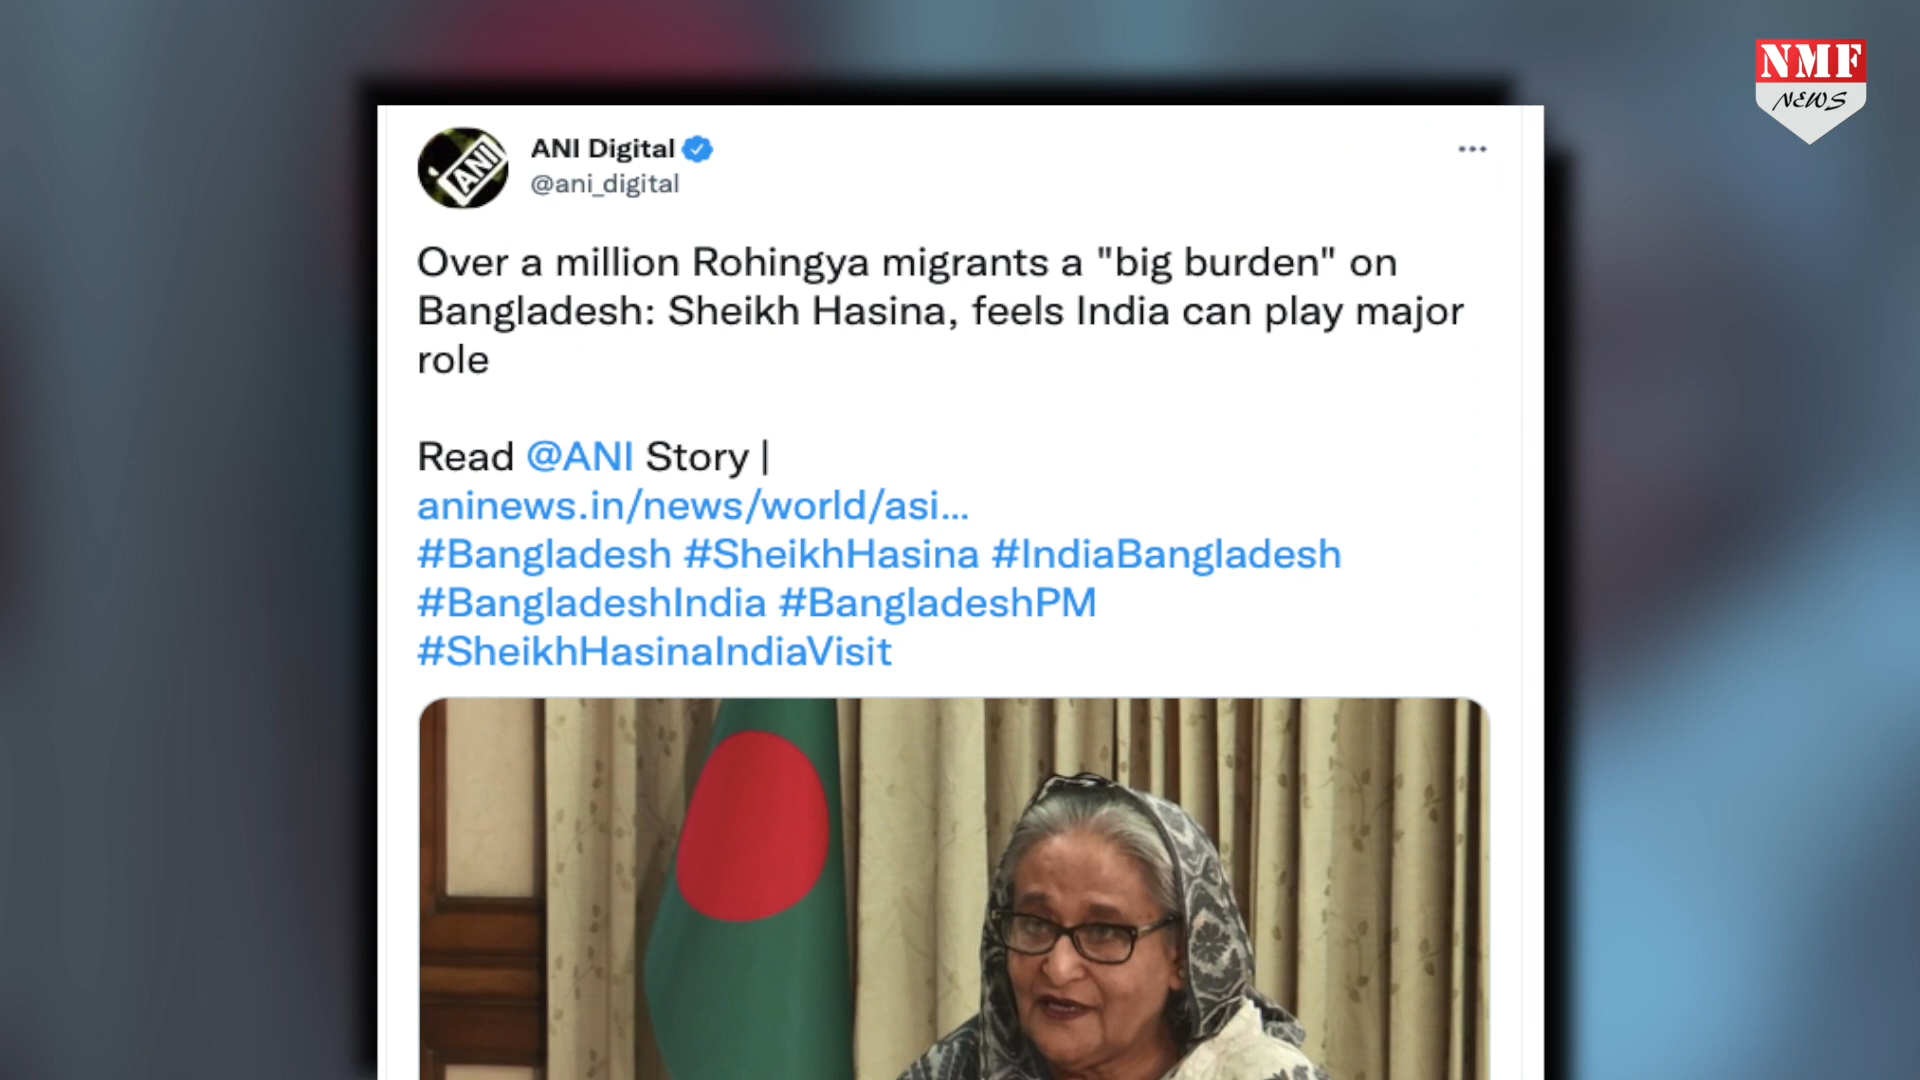 NMF
NEWS
ANI
ANI Digital
@ani_digital
Over a million Rohingya migrants a "big burden" on
Bangladesh: Sheikh Hasina, feels India can play major
role
Read @ANI Story |
aninews.in/news/world/asi...
#Bangladesh #SheikhHasina #IndiaBangladesh
#BangladeshIndia #BangladeshPM
#SheikhHasinaIndiaVisit